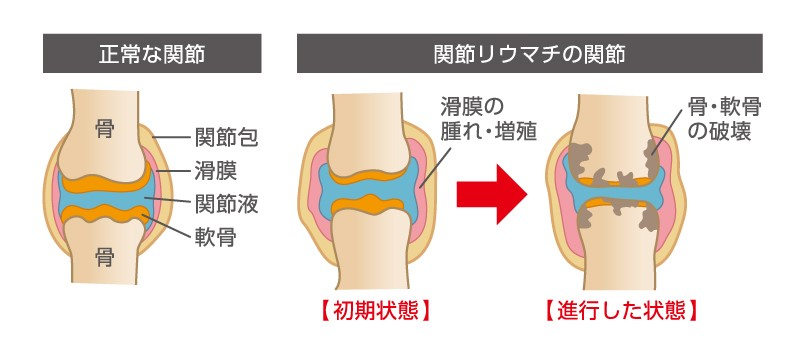 正常な関節
関節リウマチの関節
骨
関節包
滑膜
関節液
軟骨
骨
滑膜の
腫れ・増殖
骨・軟骨
の破壊
【初期状態】
【進行した状態】